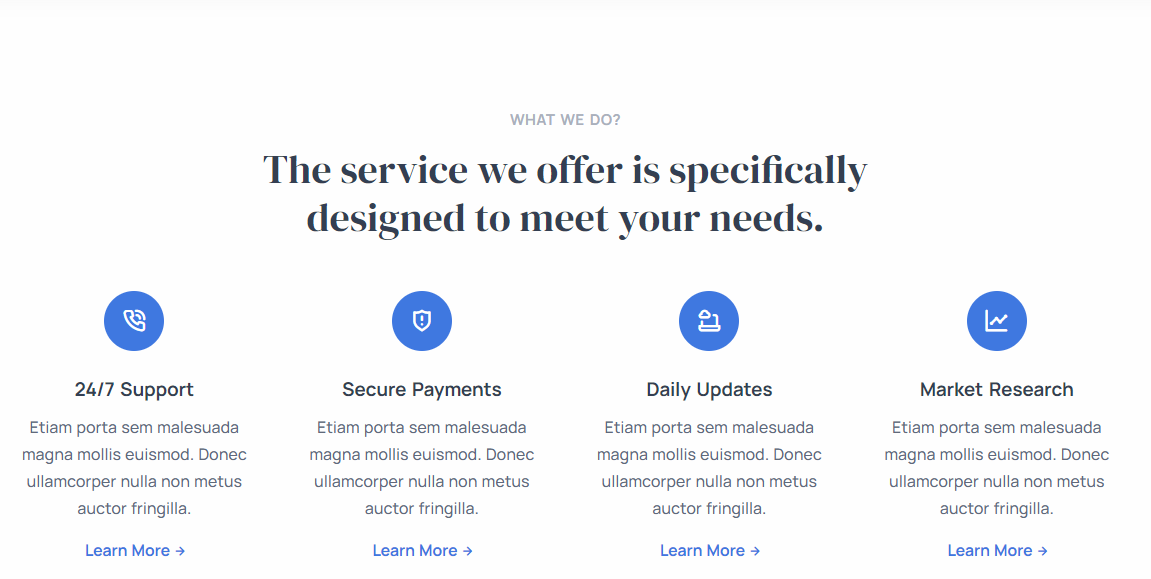 WHAT WE DO?
The service we offer is specifically
designed to meet your needs.
24/7 Support
Etiam porta sem malesuada
magna mollis euismod. Donec
ullamcorper nulla non metus
auctor fringilla.
Learn More →
Secure Payments
Etiam porta sem malesuada
magna mollis euismod. Donec
ullamcorper nulla non metus
auctor fringilla.
Learn More →
Daily Updates
Etiam porta sem malesuada
magna mollis euismod. Donec
ullamcorper nulla non metus
auctor fringilla.
Learn More →
Market Research
Etiam porta sem malesuada
magna mollis euismod. Donec
ullamcorper nulla non metus
auctor fringilla.
Learn More →